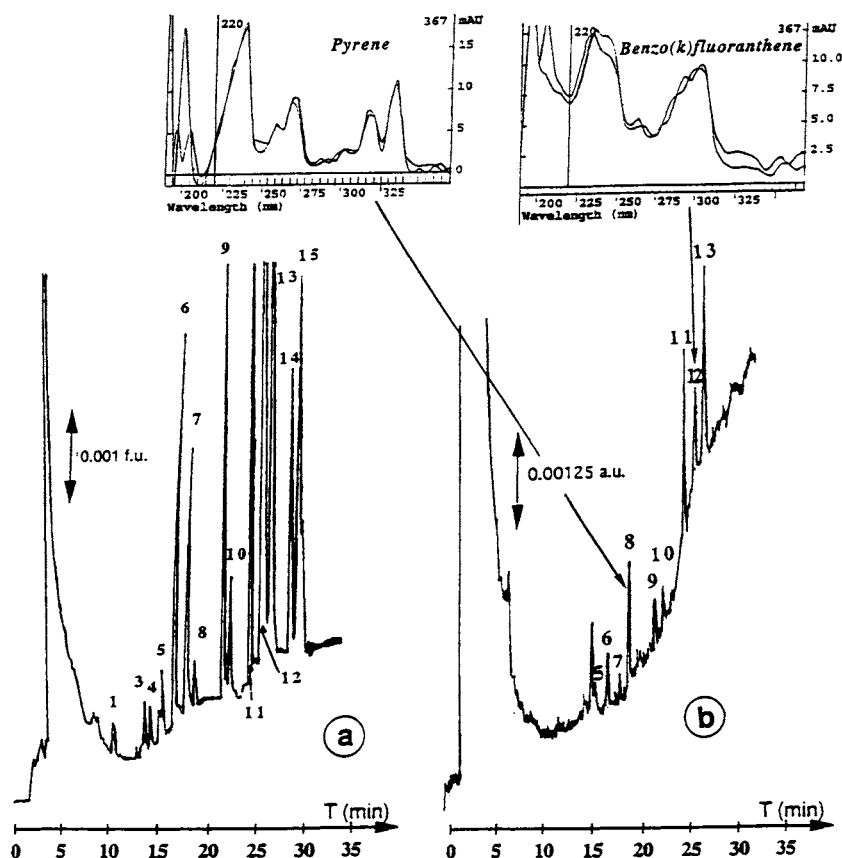 220
Pyrene
367
mAU
15
10
5
0
'200 '225 '250 '275 '300 '325
Wavelength (nm)
220
Benzo(k)fluoranthene
367
mAU
10.0
7.5
5.0
2.5
'200 '225 '250 '275 '300 '325
Wavelength (nm)
9
15
13
6
14
7
0.001 f.u.
10
5
8
3
4
1
12
11
a
T (min)
0 5 10 15 20 25 30 35
13
11
12
0.00125 a.u.
8
10
9
6
5
7
b
T (min)
0 5 10 15 20 25 30 35